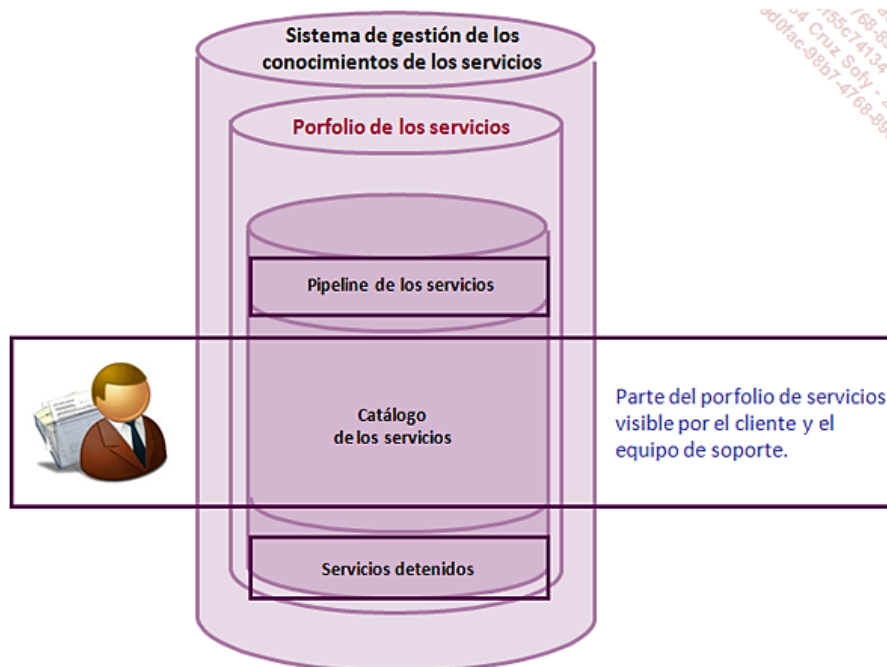 Sistema de gestión de los
conocimientos de los servicios
Porfolio de los servicios
Pipeline de los servicios
Catálogo
de los servicios
Parte del porfolio de servicios
visible por el cliente y el
equipo de soporte.
Servicios detenidos